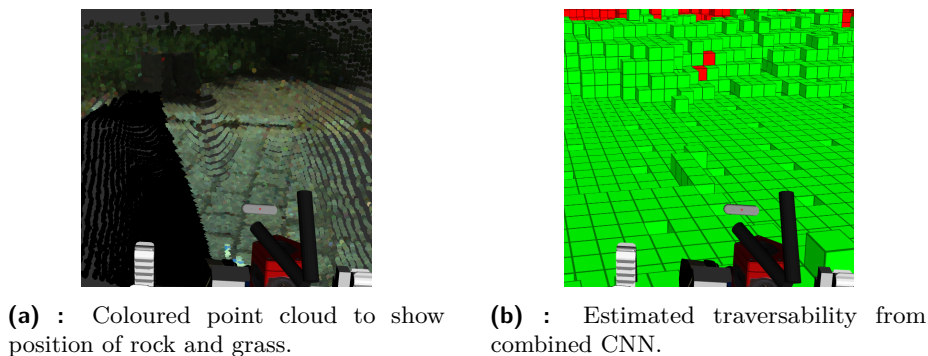 (a) : Coloured point cloud to show
position of rock and grass.
(b) : Estimated traversability from
combined CNN.